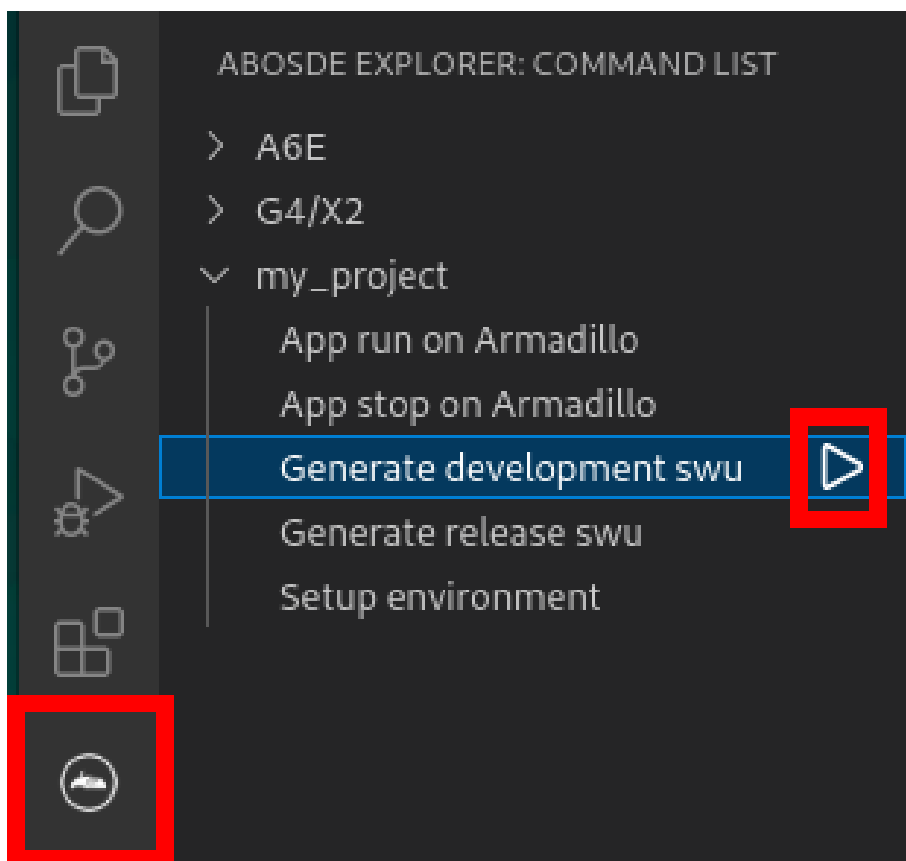 ABOSDE EXPLORER: COMMAND LIST
A6E
G4/X2
my_project
App run on Armadillo
App stop on Armadillo
Generate development swu
Generate release swu
Setup environment